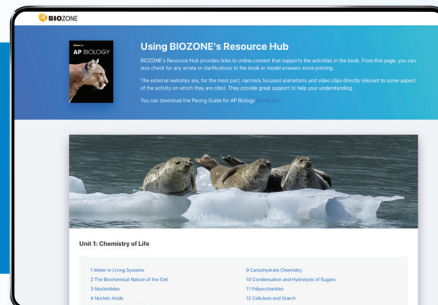 BIOZONE
AP BIOLOGY
Using BIOZONE's Resource Hub
BIOZONE's Resource Hub provides links to online content that supports the activities in the book. From this page, you can
also check for any errata or clarifications to the book or model answers since printing.
The external websites are, for the most part, narrowly focused animations and video clips directly relevant to some aspect
of the activity on which they are cited. They provide great support to help your understanding.
You can download the Pacing Guide for AP Biology
Unit 1: Chemistry of Life
1 Water in Living Systems
2 The Biochemical Nature of the Cell
3 Nucleotides
4 Nucleic Acids
9 Carbohydrate Chemistry
10 Condensation and Hydrolysis of Sugars
11 Polysaccharides
12 Cellulose and Starch